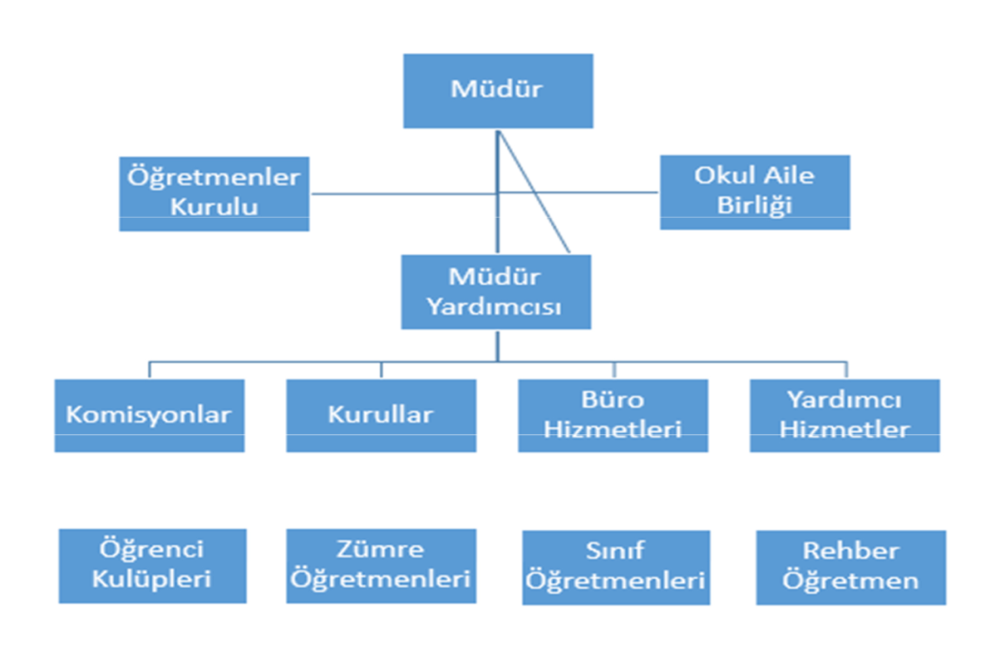 Müdür
Öğretmenler
Kurulu
Okul Aile
Birliği
Müdür
Yardımcısı
Komisyonlar
Kurullar
Büro
Hizmetleri
Yardımcı
Hizmetler
Öğrenci
Kulüpleri
Zümre
Öğretmenleri
Sınıf
Öğretmenleri
Rehber
Öğretmen